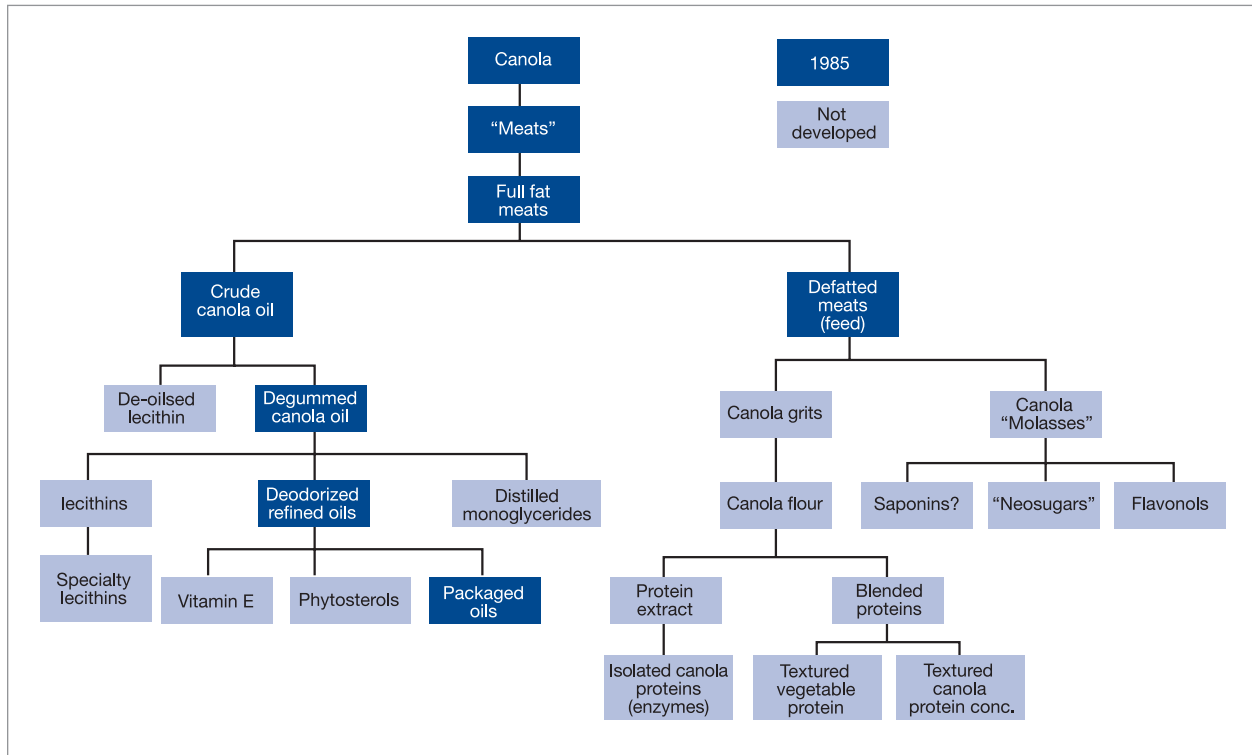 Canola
1985
“Meats”
Not
developed
Full fat
meats
Crude
canola oil
Defatted
meats
(feed)
De-oilsed
lecithin
Degummed
canola oil
Canola grits
Canola
“Molasses”
lecithins
Deodorized
refined oils
Distilled
monoglycerides
Canola flour
Saponins?
“Neosugars”
Flavonols
Specialty
lecithins
Vitamin E
Phytosterols
Packaged
oils
Protein
extract
Blended
proteins
Isolated canola
proteins
(enzymes)
Textured
vegetable
protein
Textured
canola
protein conc.